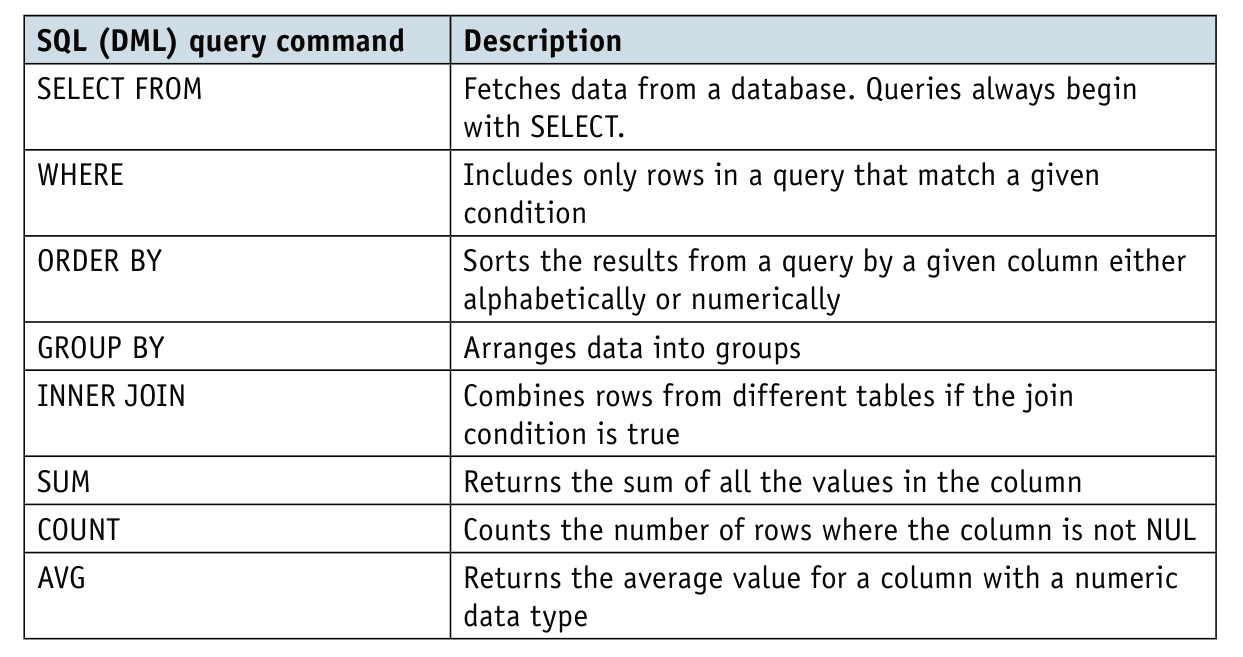 SQL (DML) query command Description
SELECT FROM Fetches data from a database. Queries always begin
with SELECT.
WHERE Includes only rows in a query that match a given
condition
ORDER BY Sorts the results from a query by a given column either
alphabetically or numerically
GROUP BY Arranges data into groups
INNER JOIN Combines rows from different tables if the join
condition is true
SUM Returns the sum of all the values in the column
COUNT Counts the number of rows where the column is not NUL
AVG Returns the average value for a column with a numeric
data type